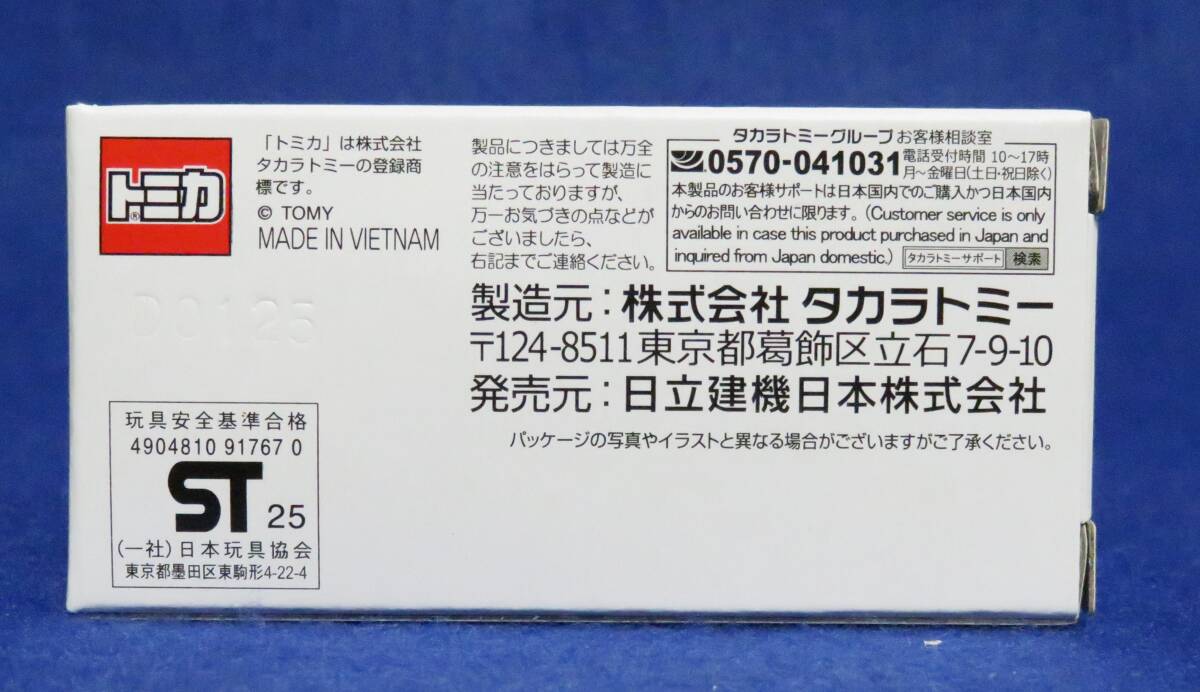 トミカ®
「トミカ」は株式会社
タカラトミーの登録商
標です。
© TOMY
MADE IN VIETNAM
D0125
玩具安全基準合格
4904810 91767 0
ST 25
(一社)日本玩具協会
東京都墨田区東駒形4-22-4
製品につきましては万全
の注意をはらって製造に
当たっておりますが、
万一お気づきの点などが
ございましたら、
右記までご連絡ください。
タカラトミーグループ お客様相談室
0570-041031 電話受付時間 10〜17時
月〜金曜日(土日・祝日除く)
本製品のお客様サポートは日本国内でのご購入かつ日本国内
からのお問い合わせに限ります。(Customer service is only
available in case this product purchased in Japan and
inquired from Japan domestic.) タカラトミーサポート 検索
製造元:株式会社 タカラトミー
〒124-8511 東京都葛飾区立石7-9-10
発売元:日立建機日本株式会社
パッケージの写真やイラストと異なる場合がございますがご了承ください。